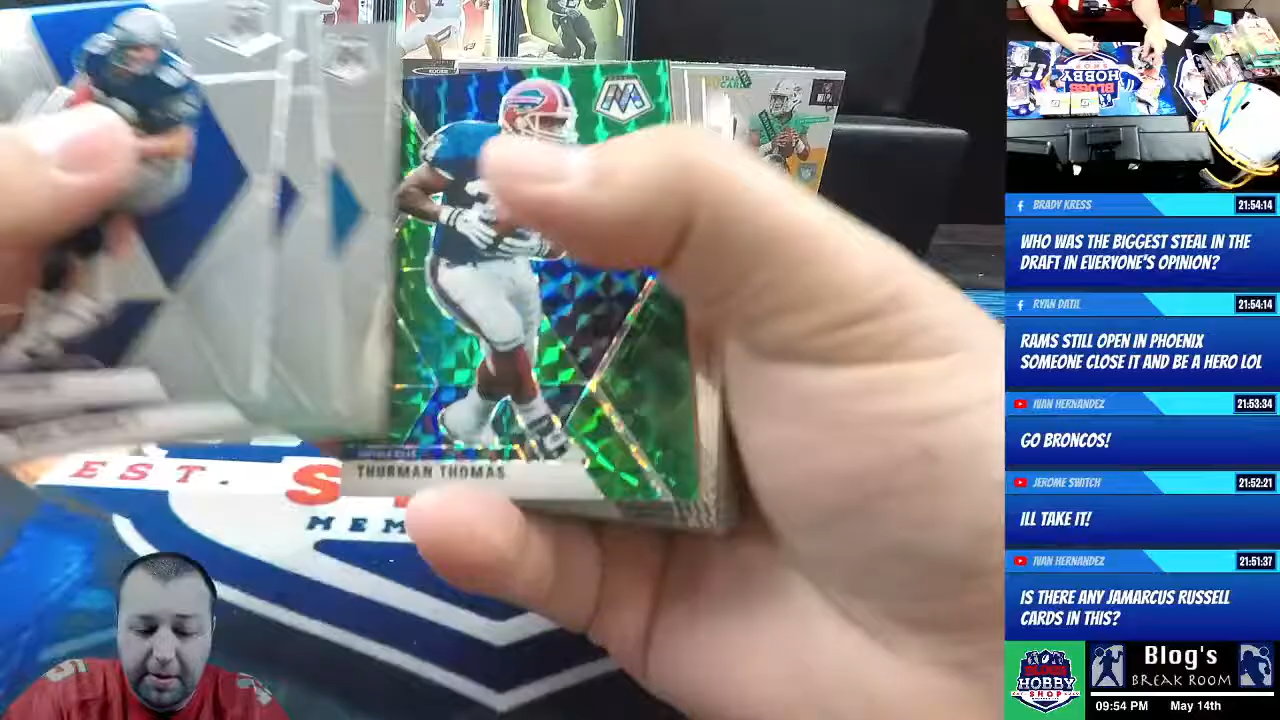 THURMAN THOMAS
EST.
BRADY KRESS
21:54:14
WHO WAS THE BIGGEST STEAL IN THE
DRAFT IN EVERYONE'S OPINION?
RYAN DATIL
21:54:14
RAMS STILL OPEN IN PHOENIX
SOMEONE CLOSE IT AND BE A HERO LOL
IVAN HERNANDEZ
21:53:34
GO BRONCOS!
JEROME SWITCH
21:52:21
ILL TAKE IT!
IVAN HERNANDEZ
21:51:37
IS THERE ANY JAMARCUS RUSSELL
CARDS IN THIS?
BLOGS
HOBBY
SHOP
Blog's
BREAK ROOM
09:54 PM May 14th